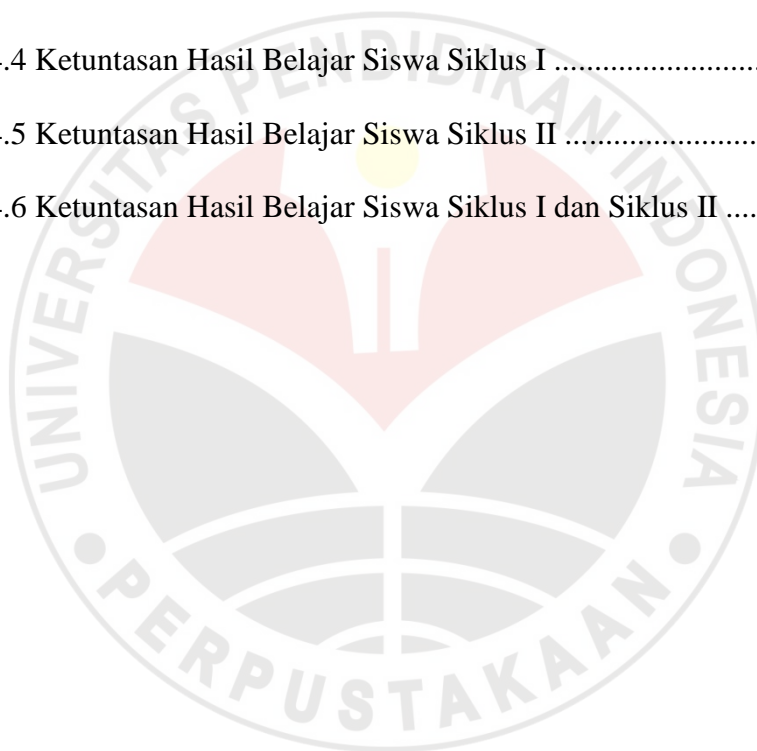 .4 Ketuntasan Hasil Belajar Siswa Siklus I ........................
.5 Ketuntasan Hasil Belajar Siswa Siklus II ......................
.6 Ketuntasan Hasil Belajar Siswa Siklus I dan Siklus II ....
UNIVERSITAS PENDIDIKAN INDONESIA
PERPUSTAKAAN